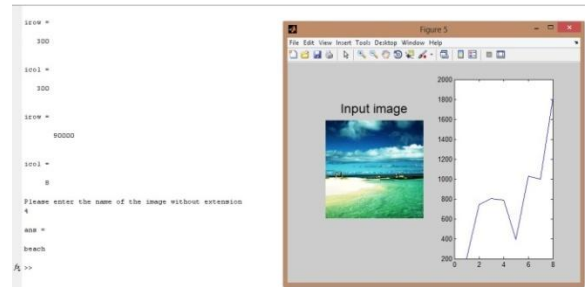 irow =
300
icol =
300
irow =
90000
icol =
8
Please enter the name of the image without extension
4
ans =
beach
fx >>
Figure 5
File Edit View Insert Tools Desktop Window Help
Input image
2000
1800
1600
1400
1200
1000
800
600
400
200
0 2 4 6 8